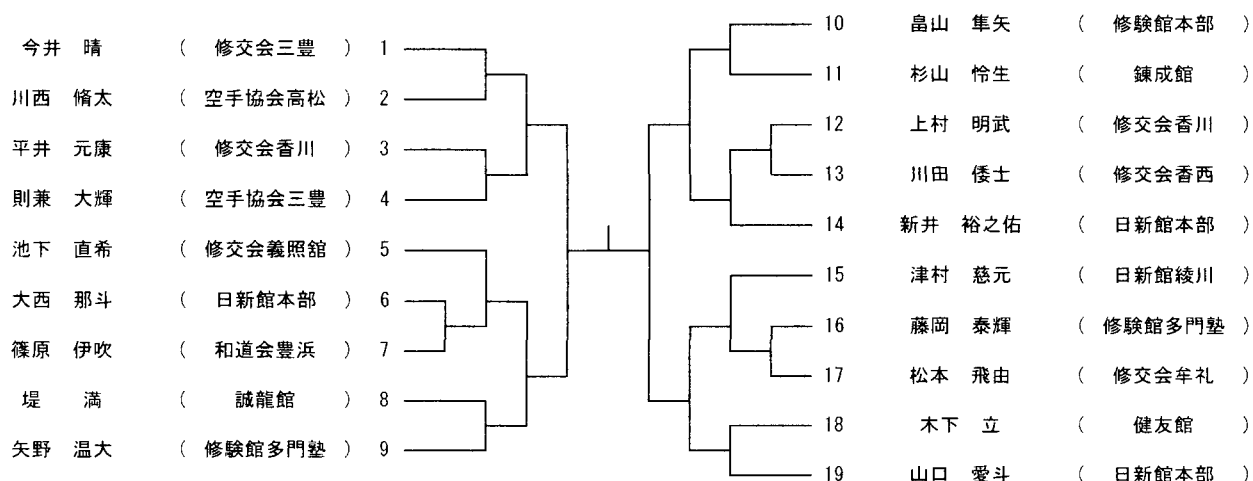 今井 晴 ( 修交会三豊 ) 1
川西 脩太 ( 空手協会高松 ) 2
平井 元康 ( 修交会香川 ) 3
則兼 大輝 ( 空手協会三豊 ) 4
池下 直希 ( 修交会義照舘 ) 5
大西 那斗 ( 日新館本部 ) 6
篠原 伊吹 ( 和道会豊浜 ) 7
堤 満 ( 誠龍館 ) 8
矢野 温大 ( 修験館多門塾 ) 9
10 畠山 隼矢 ( 修験館本部 )
11 杉山 怜生 ( 錬成館 )
12 上村 明武 ( 修交会香川 )
13 川田 倭士 ( 修交会香西 )
14 新井 裕之佑 ( 日新館本部 )
15 津村 慈元 ( 日新館綾川 )
16 藤岡 泰輝 ( 修験館多門塾 )
17 松本 飛由 ( 修交会牟礼 )
18 木下 立 ( 健友館 )
19 山口 愛斗 ( 日新館本部 )